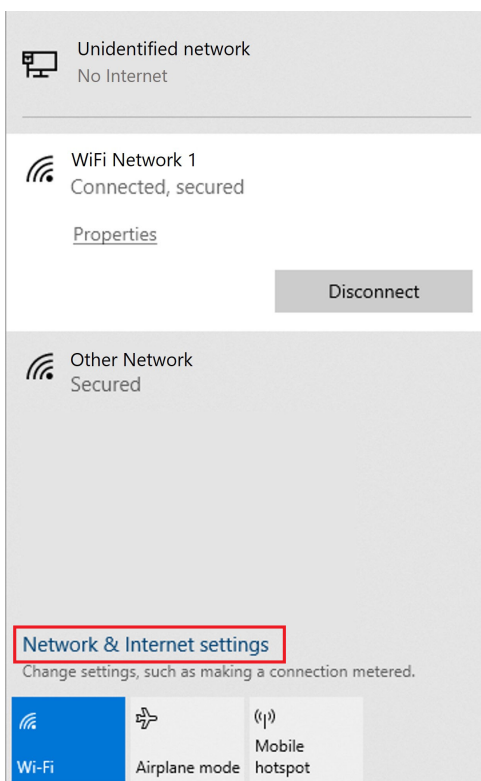 Unidentified network
No Internet
WiFi Network 1
Connected, secured
Properties
Disconnect
Other Network
Secured
Network & Internet settings
Change settings, such as making a connection metered.
Wi-Fi
Airplane mode
Mobile
hotspot